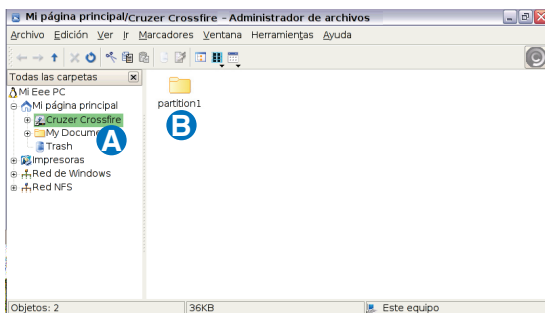 Mi página principal/Cruzer Crossfire - Administrador de archivos
Archivo Edición Ver Ir Marcadores Ventana Herramientas Ayuda
Todas las carpetas
Mi Eee PC
Mi página principal
Cruzer Crossfire
My Docume
Trash
Impresoras
Red de Windows
Red NFS
A
partition1
B
Objetos: 2
36KB
Este equipo